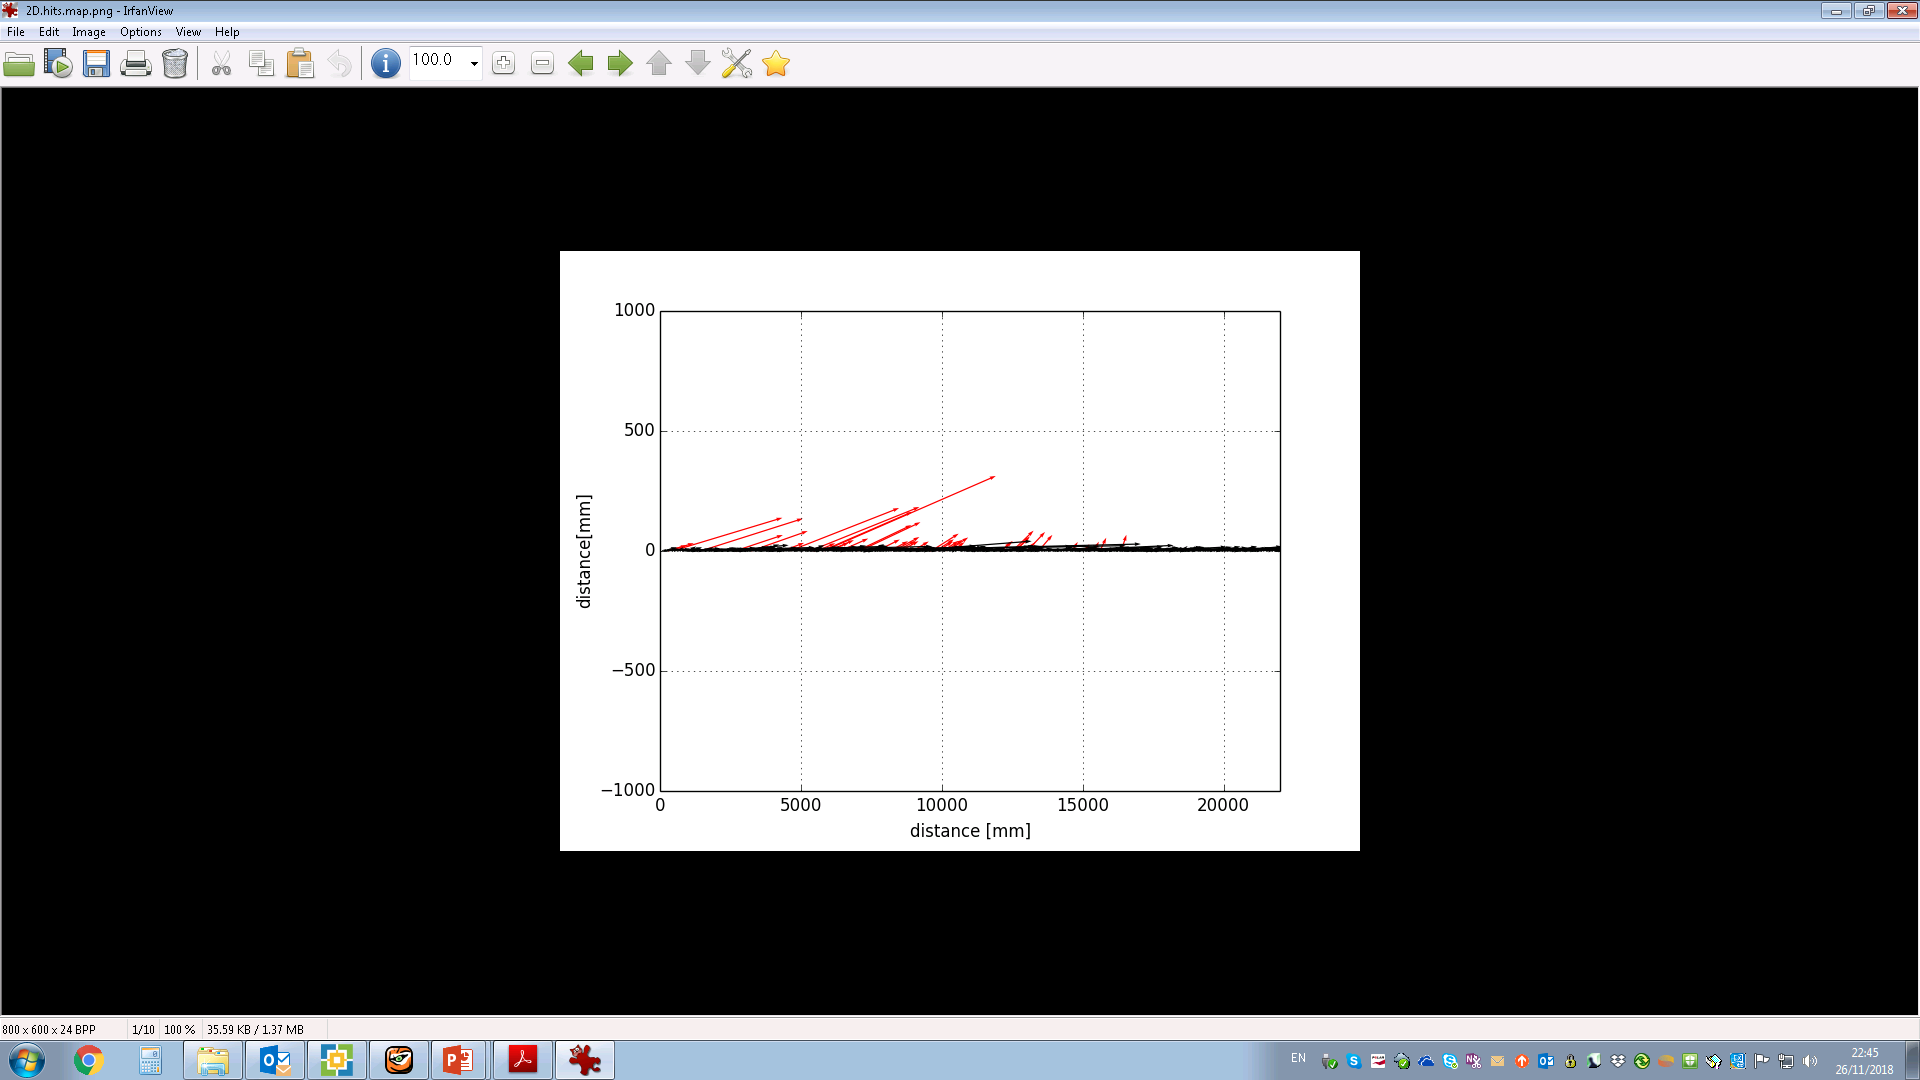 2D.hits.map.png - IrfanView
File Edit Image Options View Help
100.0
1000
500
0
−500
−1000
distance[mm]
0 5000 10000 15000 20000
distance [mm]
800 x 600 x 24 BPP 1/10 100 % 35.59 KB / 1.37 MB
EN
22:45
26/11/2018